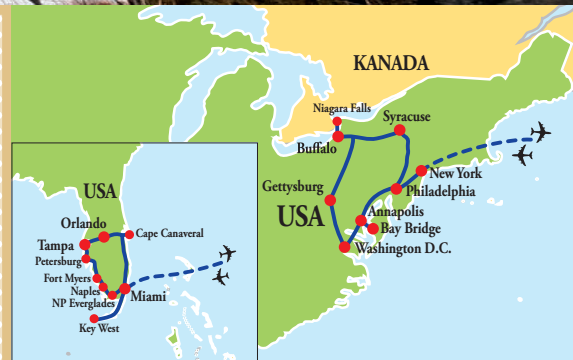 KANADA
Niagara Falls
Syracuse
Buffalo
New York
Gettysburg
Philadelphia
USA
Annapolis
Bay Bridge
Washington D.C.
USA
Orlando
Cape Canaveral
Tampa
Petersburg
Fort Myers
Naples
Miami
NP Everglades
Key West